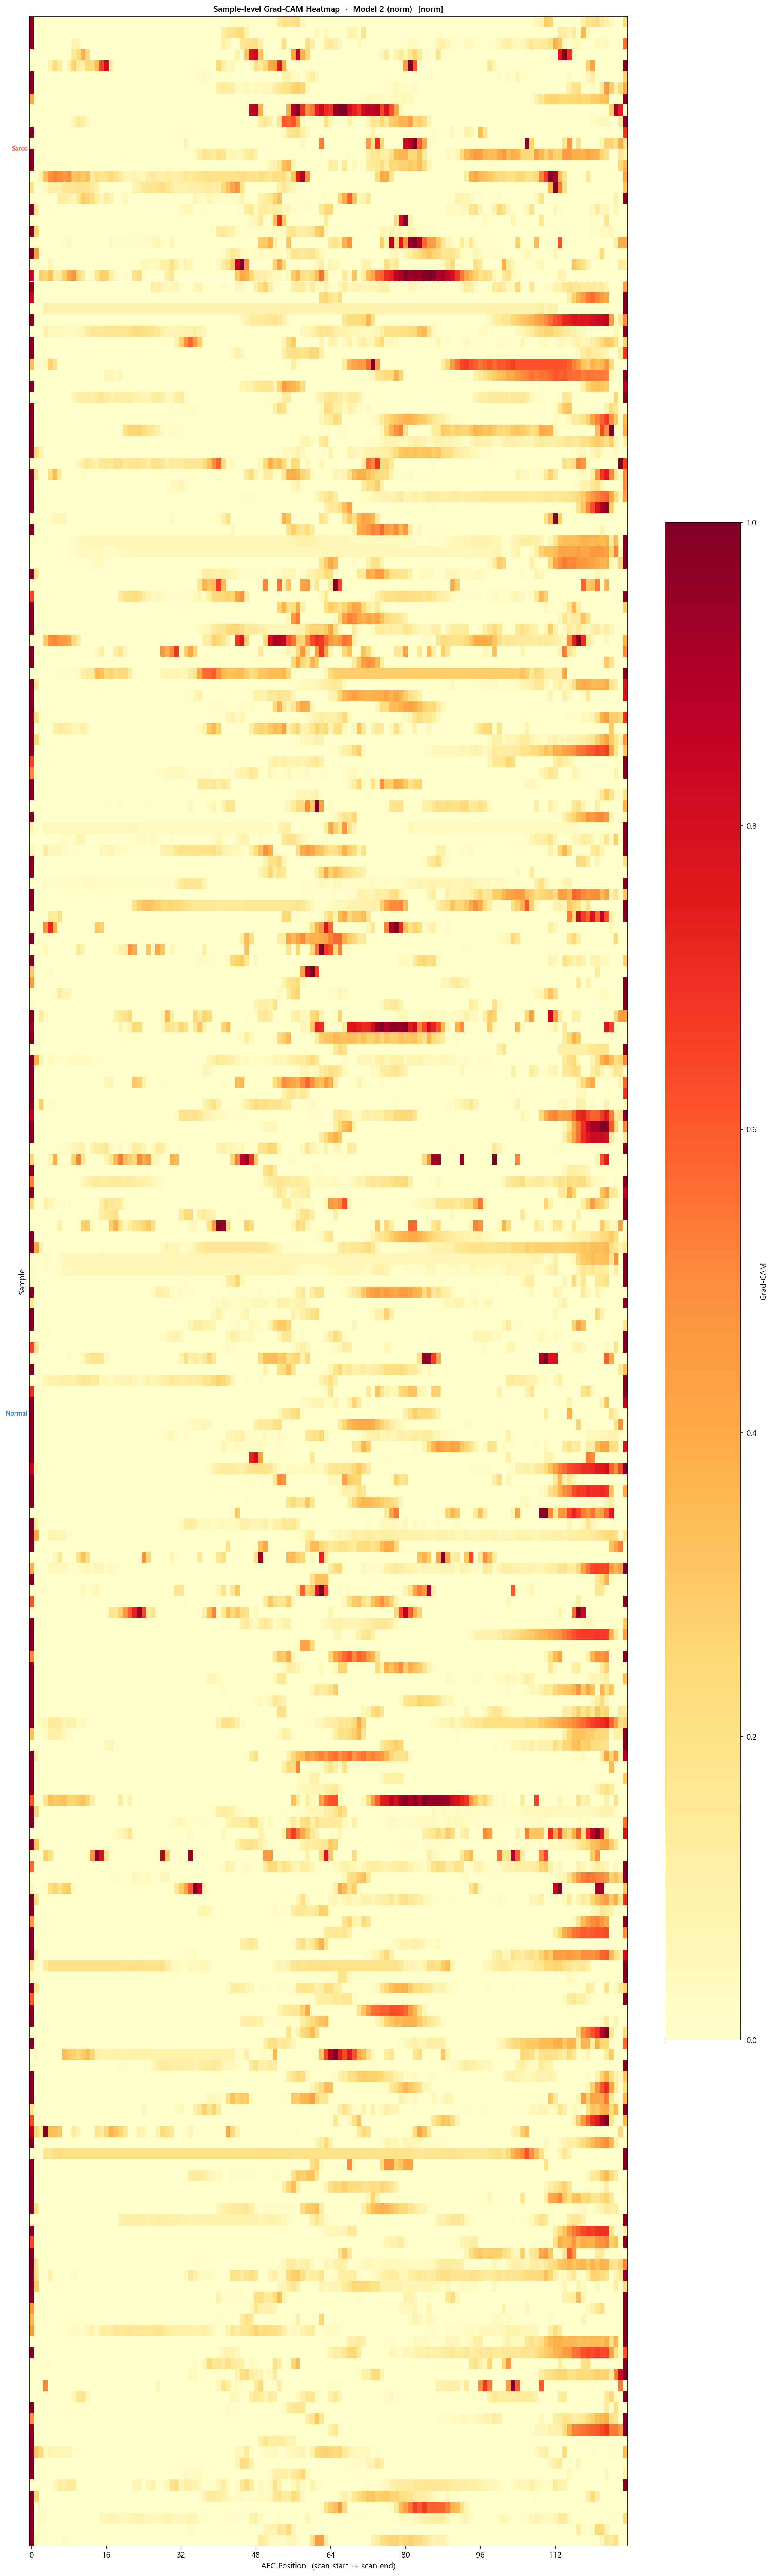 Sample-level Grad-CAM Heatmap · Model 2 (norm) [norm]
Sarco
1.0
0.8
0.6
Sample
Grad-CAM
0.4
Normal
0.2
0.0
0 16 32 48 64 80 96 112
AEC Position (scan start → scan end)